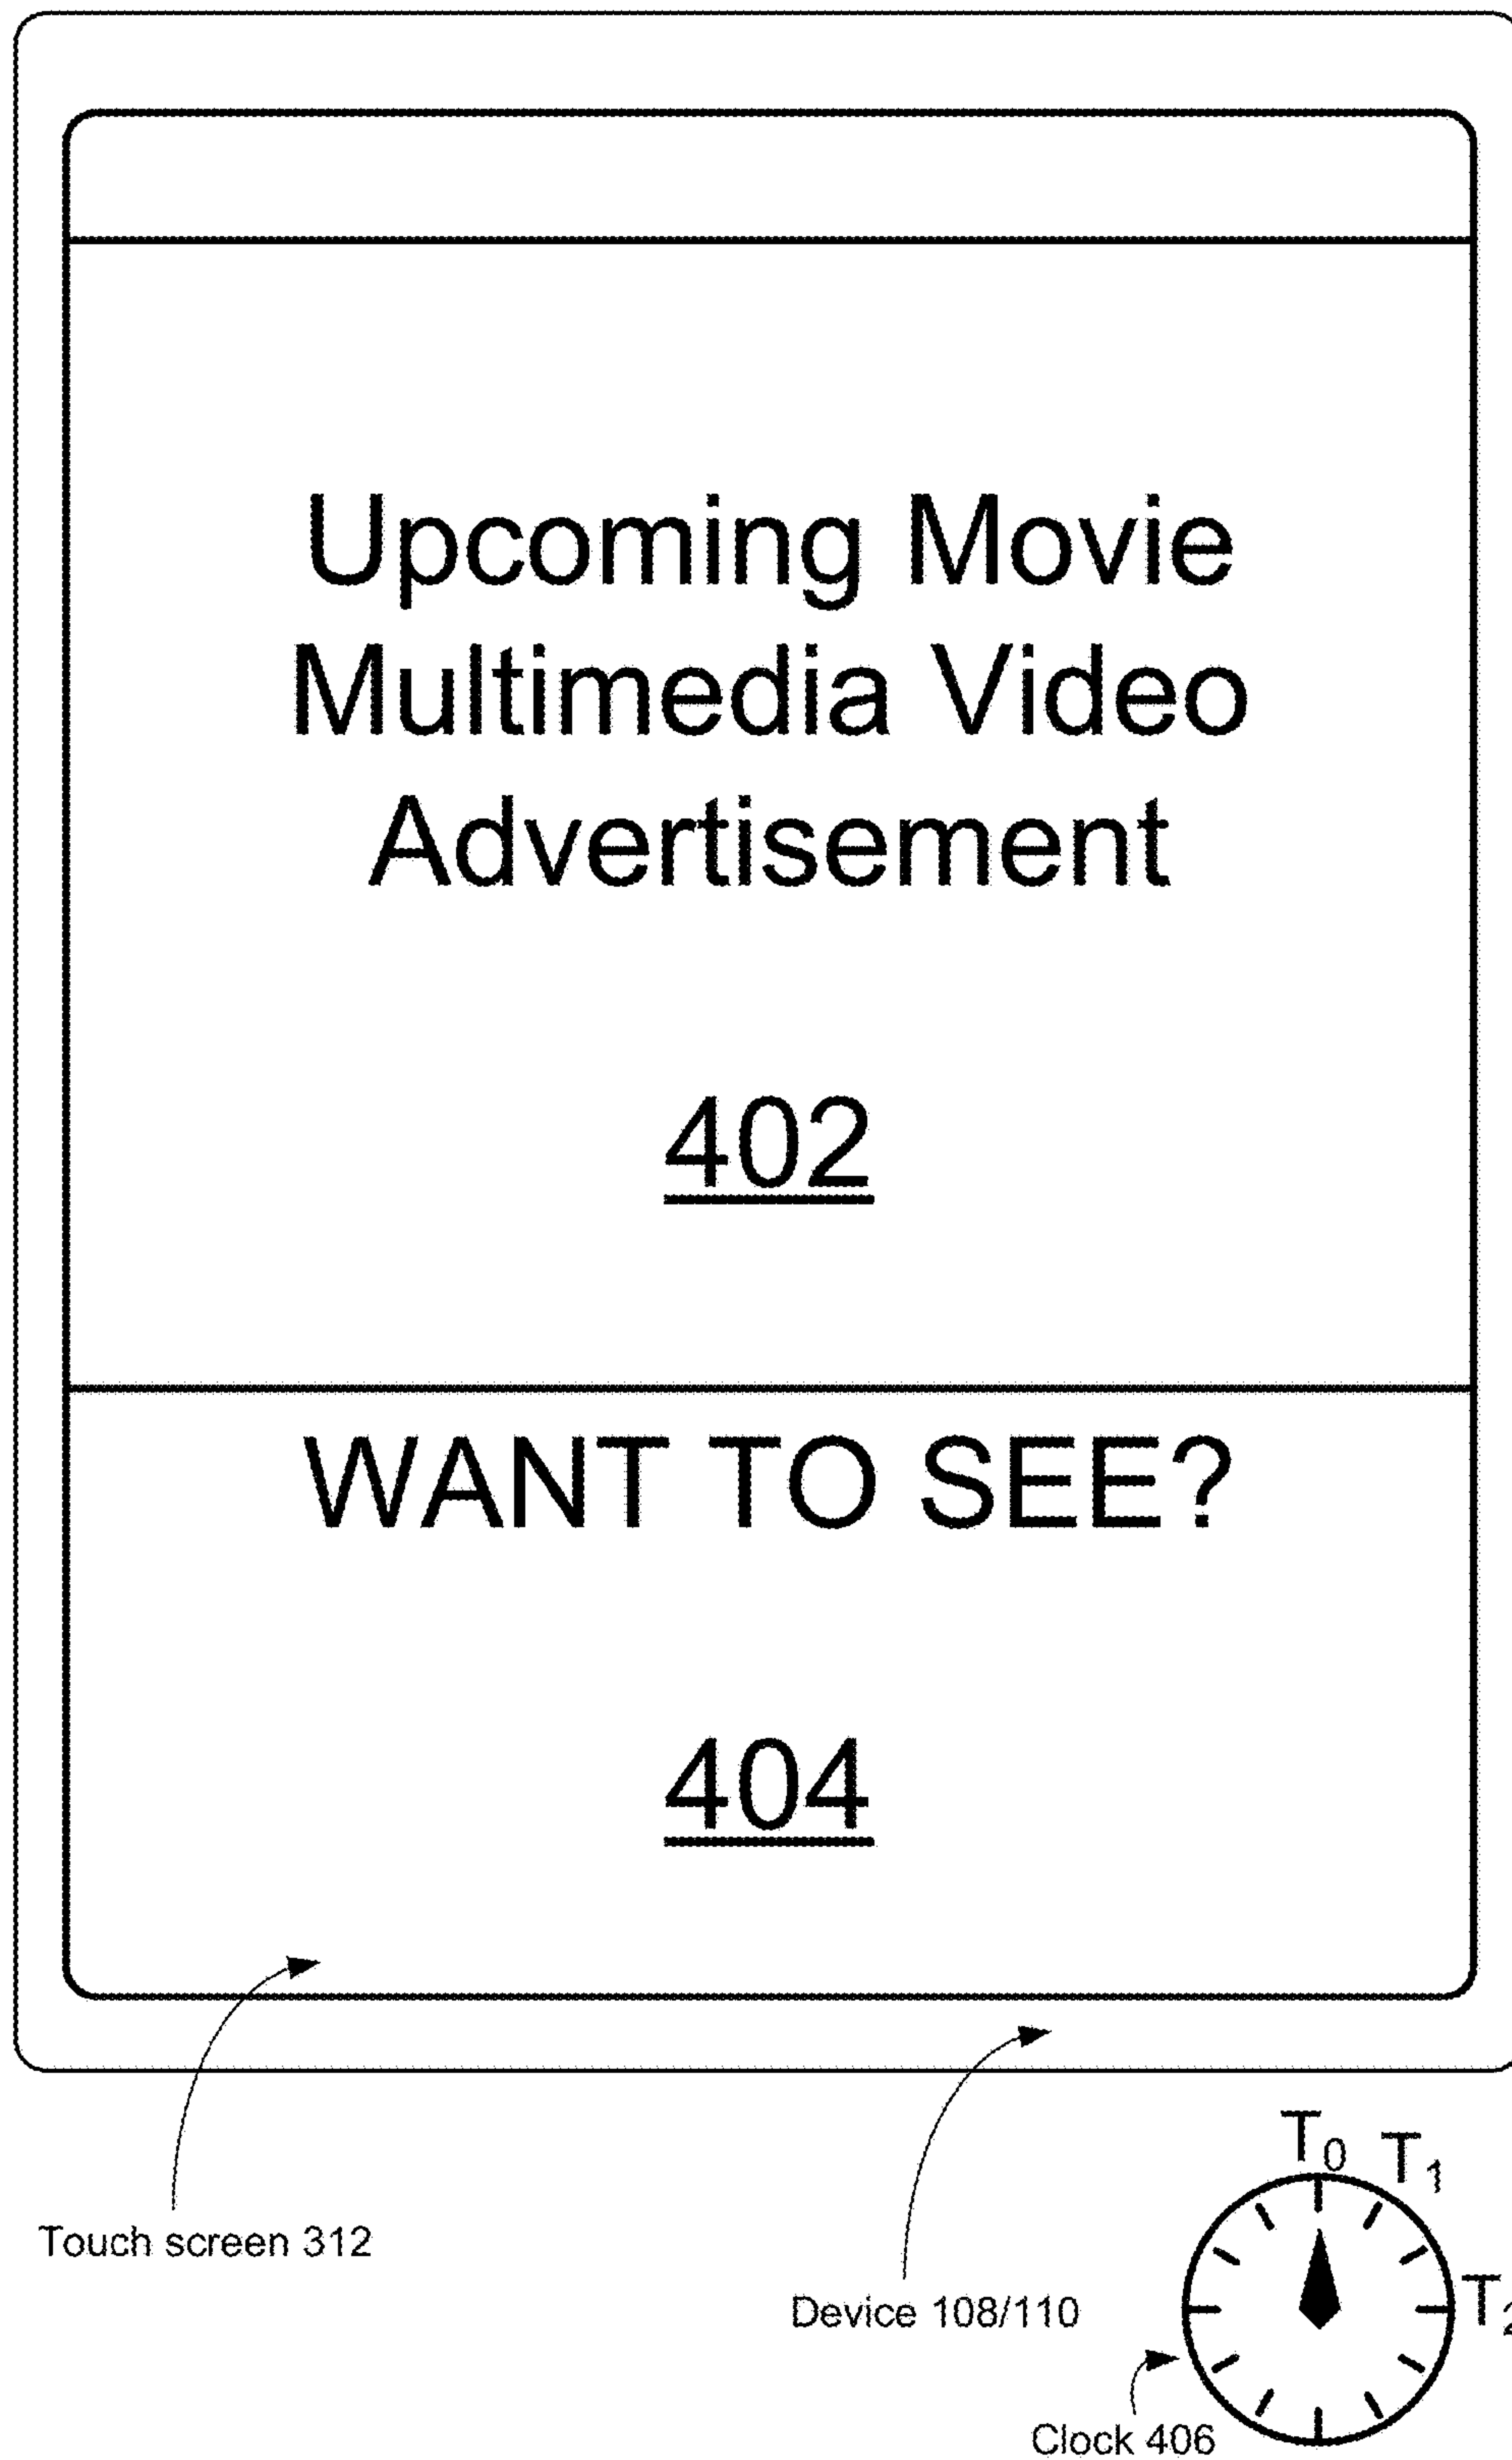 Upcoming Movie
Multimedia Video
Advertisement
402
WANT TO SEE?
404
Touch screen 312
Device 108/110
Clock 406
T0
T1
T2